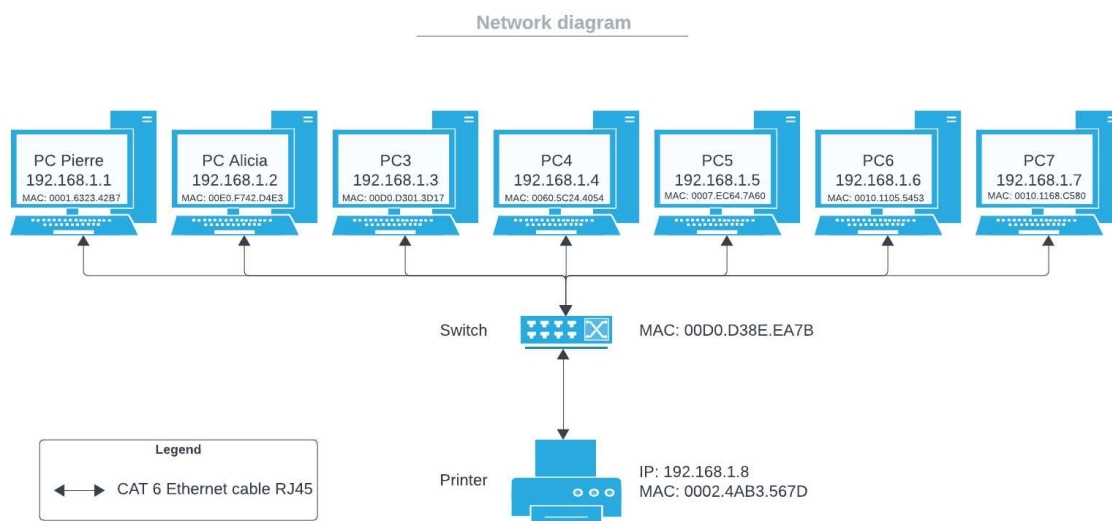 Network diagram
PC Pierre
192.168.1.1
MAC: 0001.6323.42B7
PC Alicia
192.168.1.2
MAC: 00E0.F742.D4E3
PC3
192.168.1.3
MAC: 00D0.D301.3D17
PC4
192.168.1.4
MAC: 0060.5C24.4054
PC5
192.168.1.5
MAC: 0007.EC64.7A60
PC6
192.168.1.6
MAC: 0010.1105.5453
PC7
192.168.1.7
MAC: 0010.1168.C580
Switch
MAC: 00D0.D38E.EA7B
Legend
CAT 6 Ethernet cable RJ45
Printer
IP: 192.168.1.8
MAC: 0002.4AB3.567D